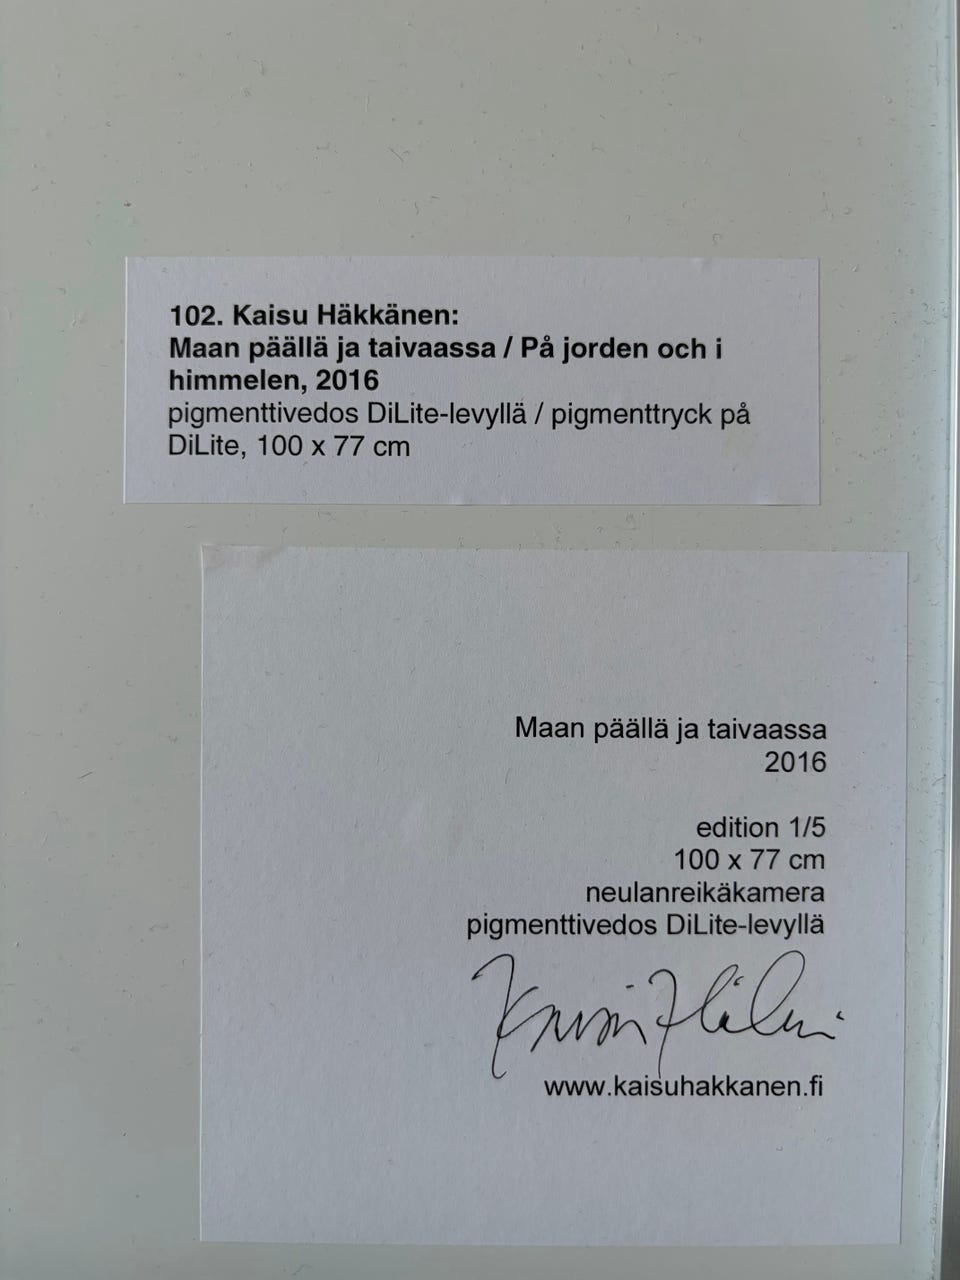 102. Kaisu Häkkänen:
Maan päällä ja taivaassa / På jorden och i
himmelen, 2016
pigmenttivedos DiLite-levyllä / pigmenttryck på
DiLite, 100 x 77 cm
Maan päällä ja taivaassa
2016
edition 1/5
100 x 77 cm
neulanreikäkamera
pigmenttivedos DiLite-levyllä
www.kaisuhakkanen.fi